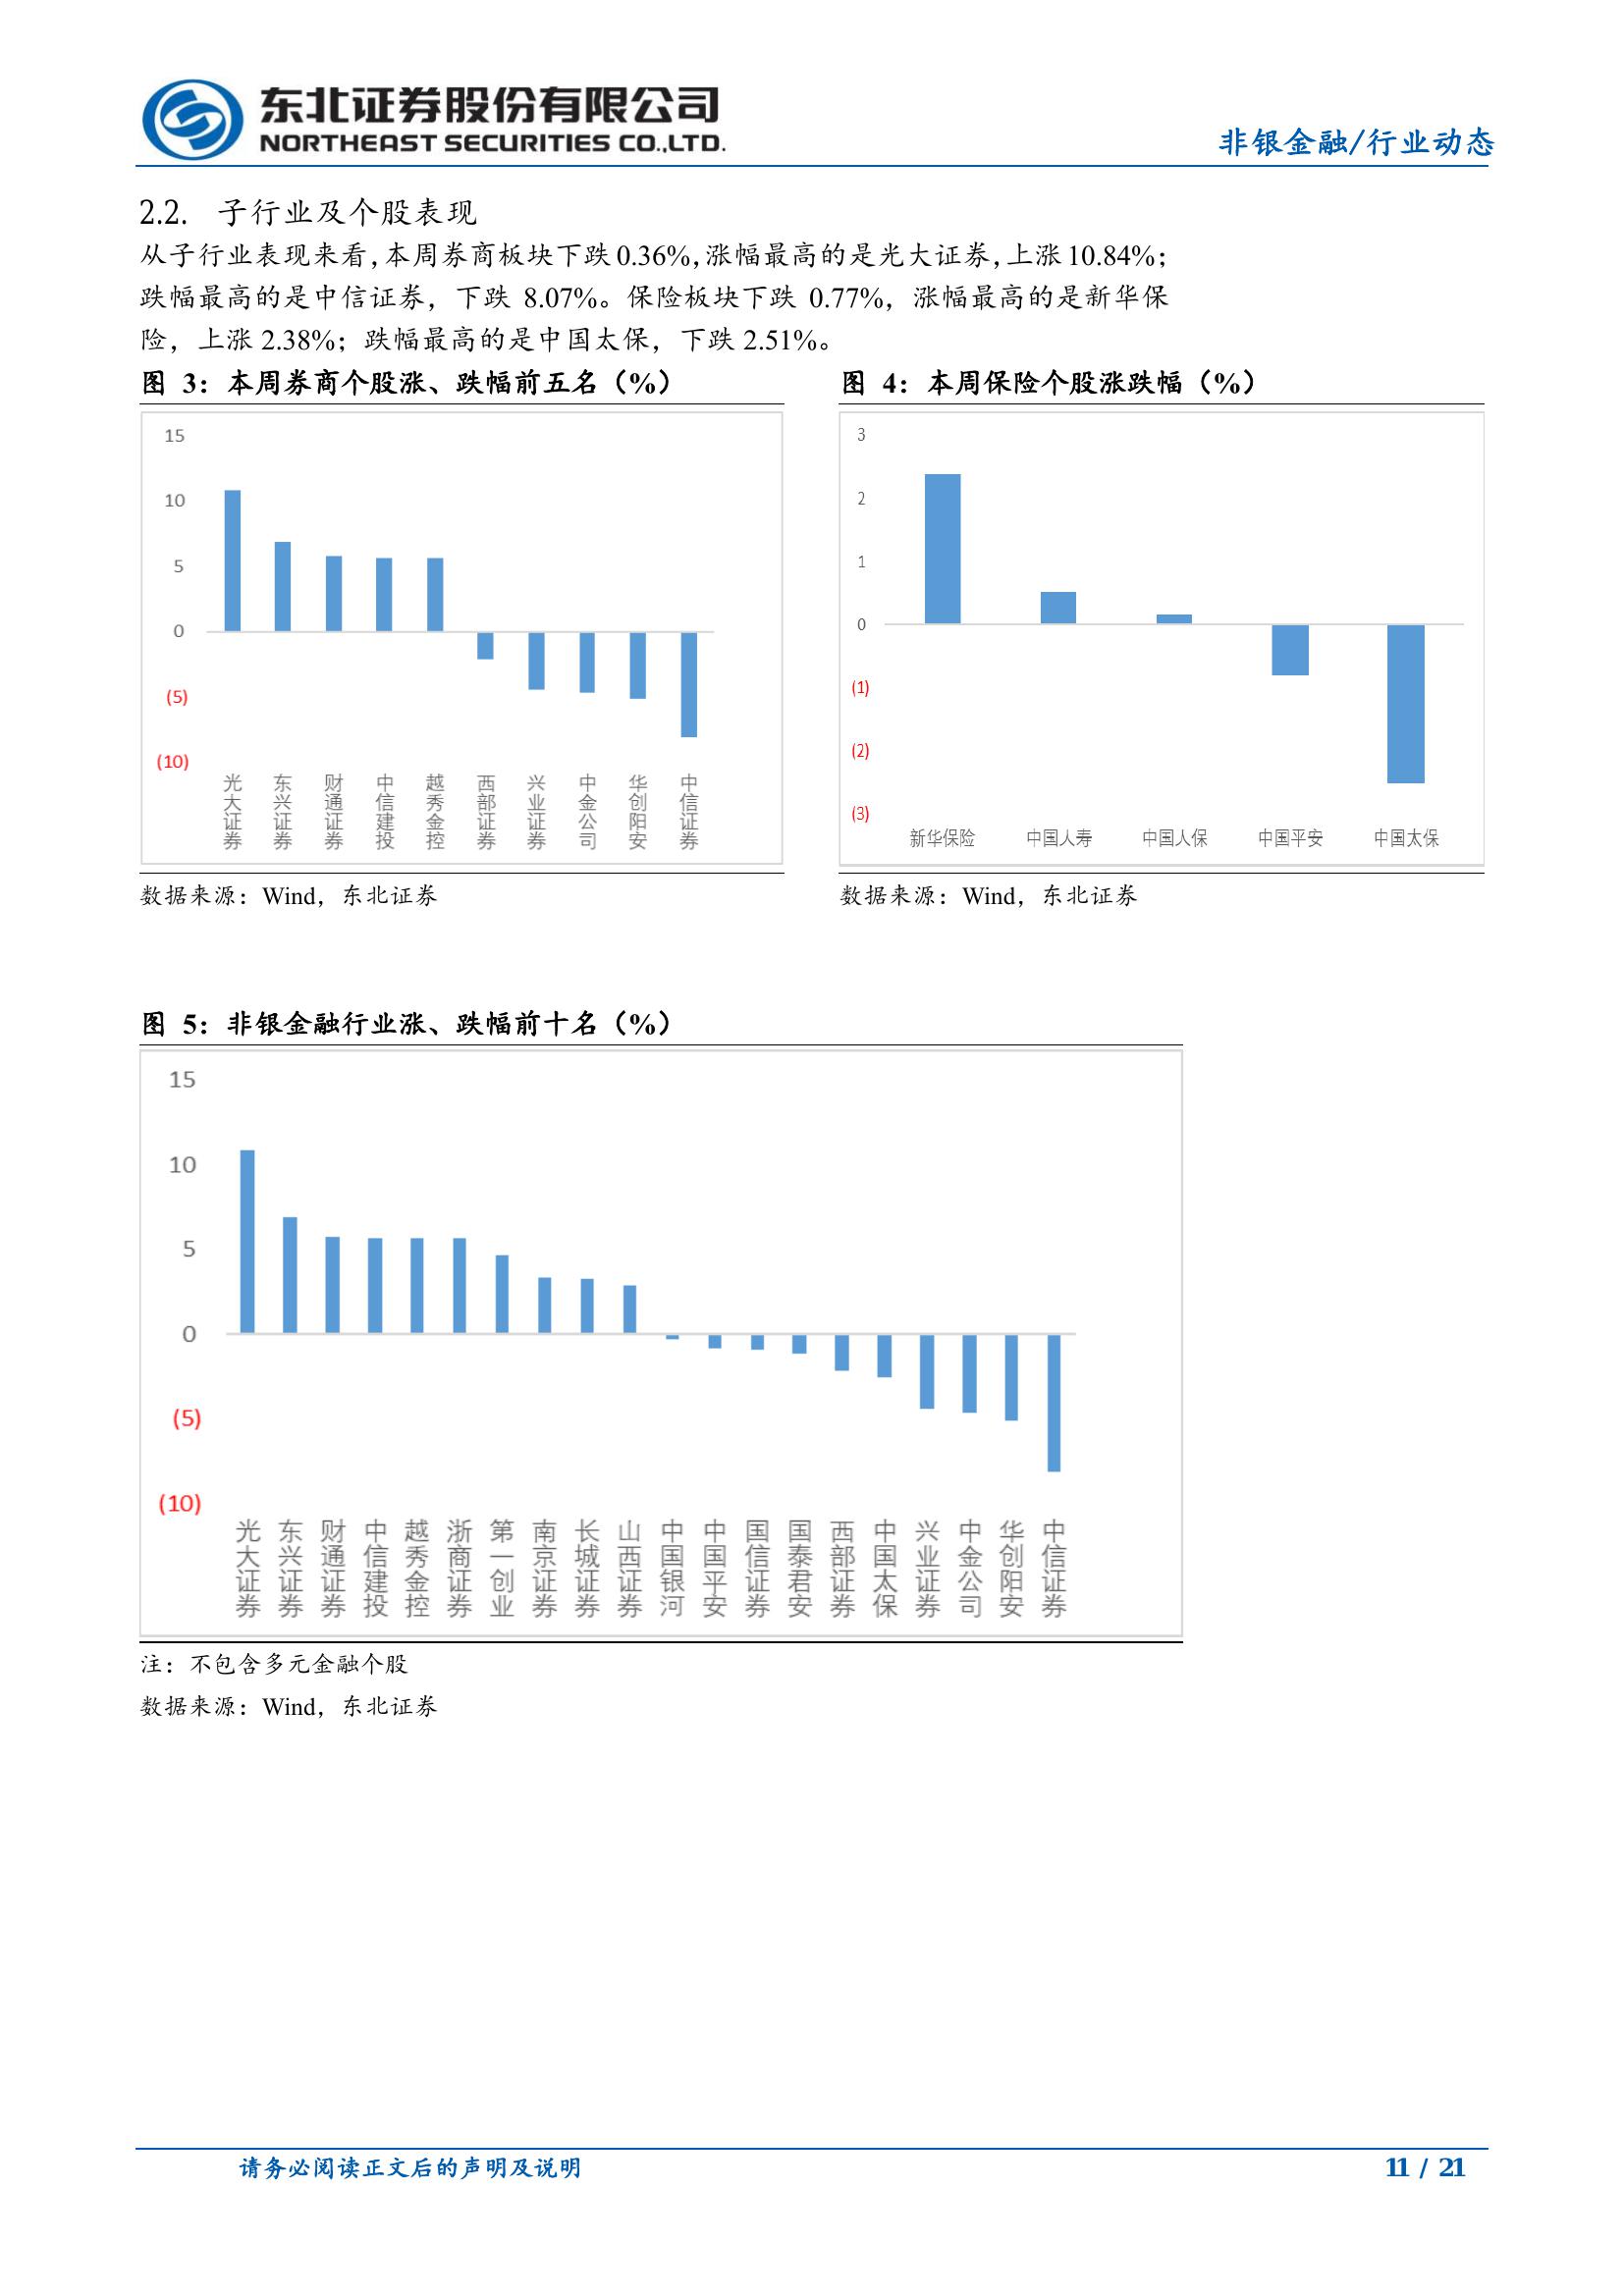 东北证券股份有限公司
NORTHEAST SECURITIES CO.,LTD.
非银金融/行业动态
2.2. 子行业及个股表现
从子行业表现来看,本周券商板块下跌0.36%,涨幅最高的是光大证券,上涨10.84%;
跌幅最高的是中信证券，下跌 8.07%。保险板块下跌 0.77%，涨幅最高的是新华保
险，上涨 2.38%；跌幅最高的是中国太保，下跌 2.51%。
图 3：本周券商个股涨、跌幅前五名（%）
15
10
5
0
(5)
(10)
光大证券
东兴证券
财通证券
中信建投
越秀金控
西部证券
兴业证券
中金公司
华创阳安
中信证券
数据来源：Wind，东北证券
图 4：本周保险个股涨跌幅（%）
3
2
1
0
(1)
(2)
(3)
新华保险 中国人寿 中国人保 中国平安 中国太保
数据来源：Wind，东北证券
图 5：非银金融行业涨、跌幅前十名（%）
15
10
5
0
(5)
(10)
光大证券
东兴证券
财通证券
中信建投
越秀金控
浙商证券
第一创业
南京证券
长城证券
山西证券
中国银河
中国平安
国信证券
国泰君安
西部证券
中国太保
兴业证券
中金公司
华创阳安
中信证券
注：不包含多元金融个股
数据来源：Wind，东北证券
请务必阅读正文后的声明及说明
11 / 21